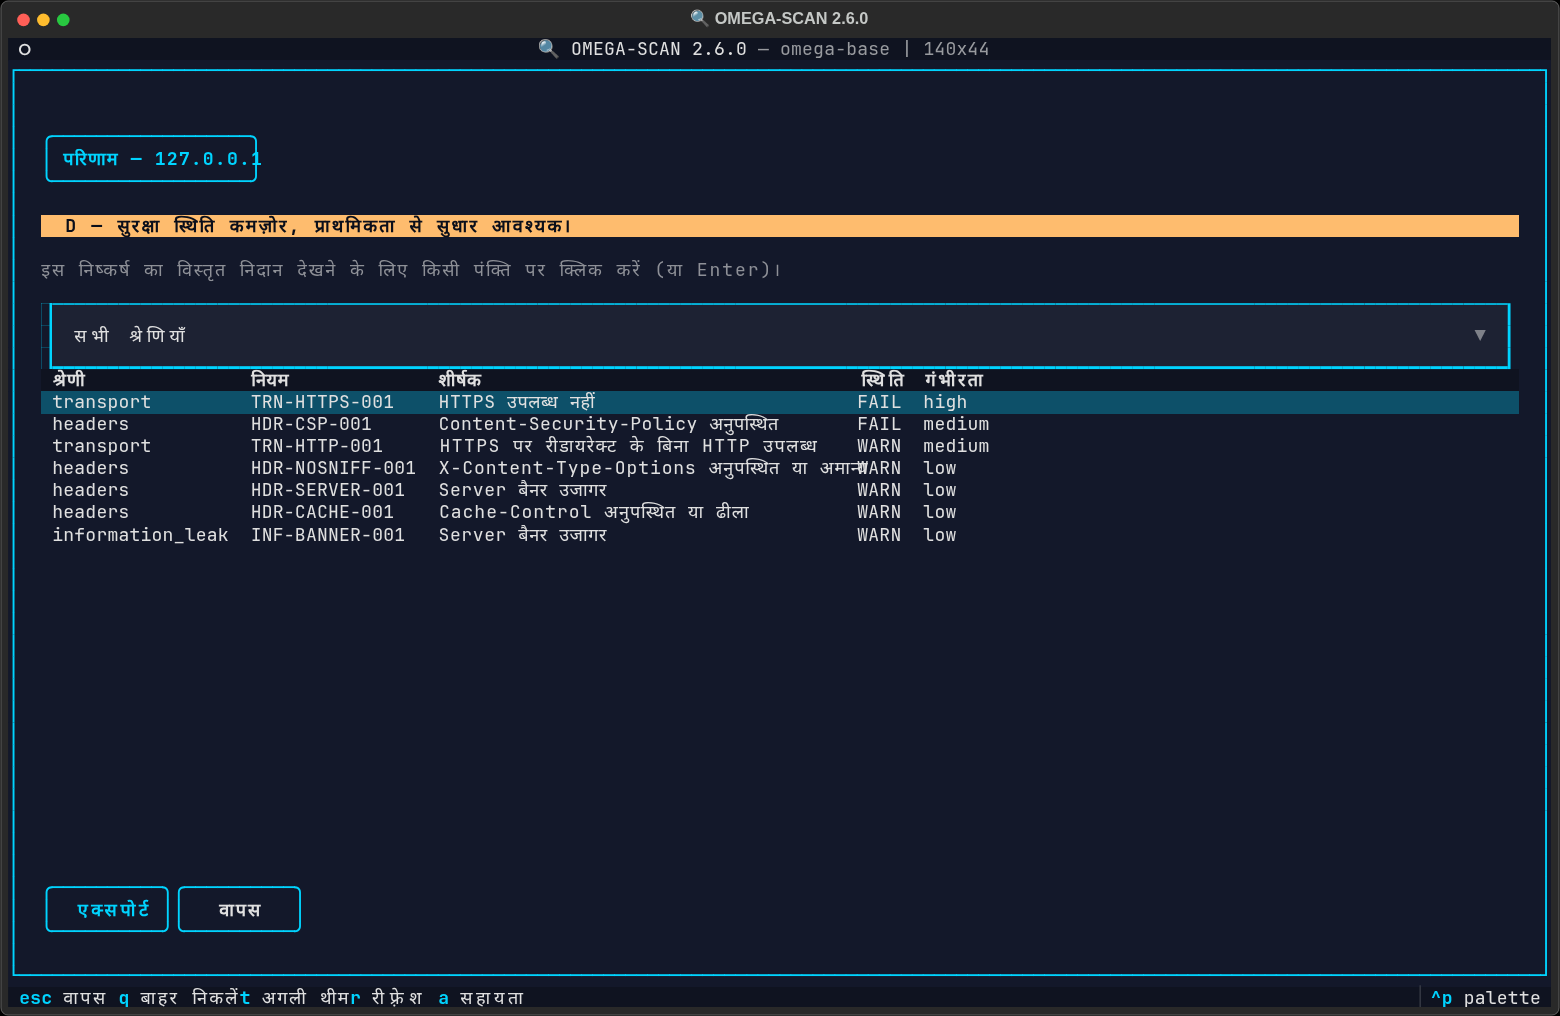 🔍 OMEGA-SCAN 2.6.0
🔍 OMEGA-SCAN 2.6.0 — omega-base | 140x44
परिणाम — 127.0.0.1
D — सुरक्षा स्थिति कमज़ोर, प्राथमिकता से सुधार आवश्यक।
इस निष्कर्ष का विस्तृत निदान देखने के लिए किसी पंक्ति पर क्लिक करें (या Enter)।
सभी श्रेणियाँ ▼
श्रेणी नियम शीर्षक स्थिति गंभीरता
transport TRN-HTTPS-001 HTTPS उपलब्ध नहीं FAIL high
headers HDR-CSP-001 Content-Security-Policy अनुपस्थित FAIL medium
transport TRN-HTTP-001 HTTPS पर रीडायरेक्ट के बिना HTTP उपलब्ध WARN medium
headers HDR-NOSNIFF-001 X-Content-Type-Options अनुपस्थित या WARN low
headers HDR-SERVER-001 Server बैनर उजागर WARN low
headers HDR-CACHE-001 Cache-Control अनुपस्थित या ढीला WARN low
information_leak INF-BANNER-001 Server बैनर उजागर WARN low
एक्सपोर्ट वापस
esc वापस q बाहर निकलें t अगली थीम r रीफ़्रेश a सहायता ^p palette